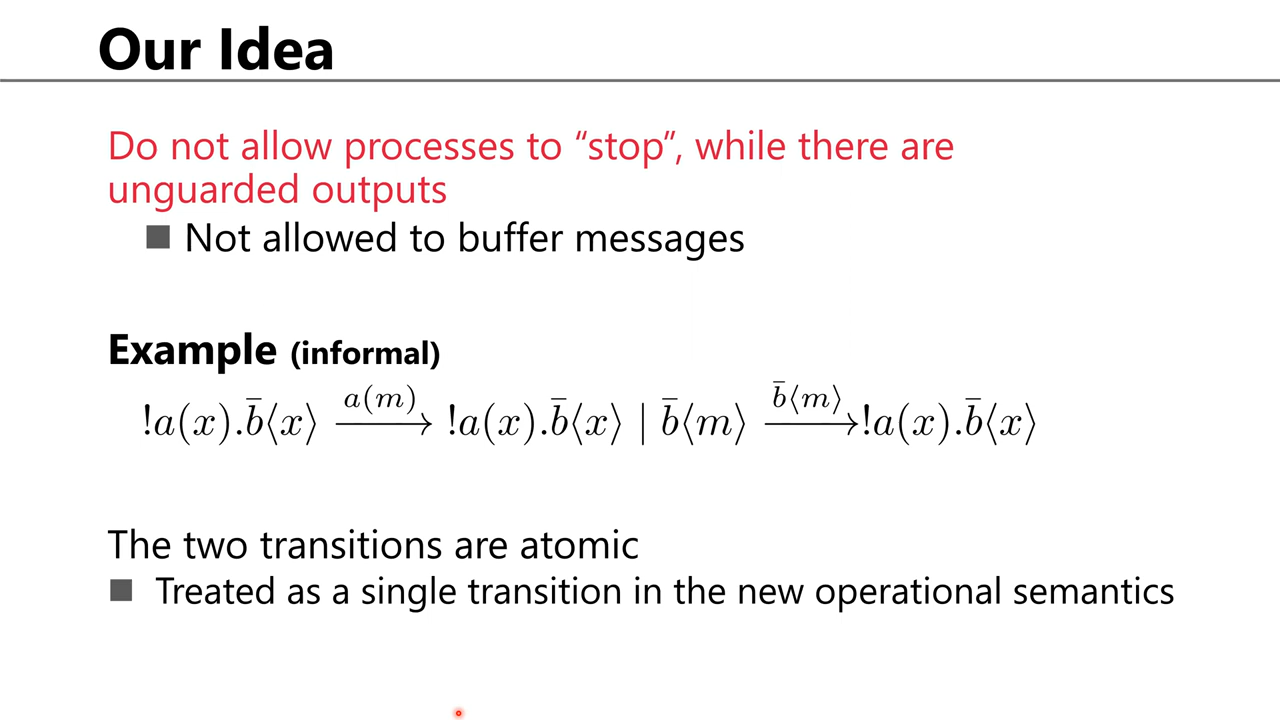 Our Idea
Do not allow processes to “stop”, while there are
unguarded outputs
Not allowed to buffer messages
Example (informal)
!a(x).b̄⟨x⟩ —a(m)→ !a(x).b̄⟨x⟩ | b̄⟨m⟩ —b̄⟨m⟩→ !a(x).b̄⟨x⟩
The two transitions are atomic
Treated as a single transition in the new operational semantics